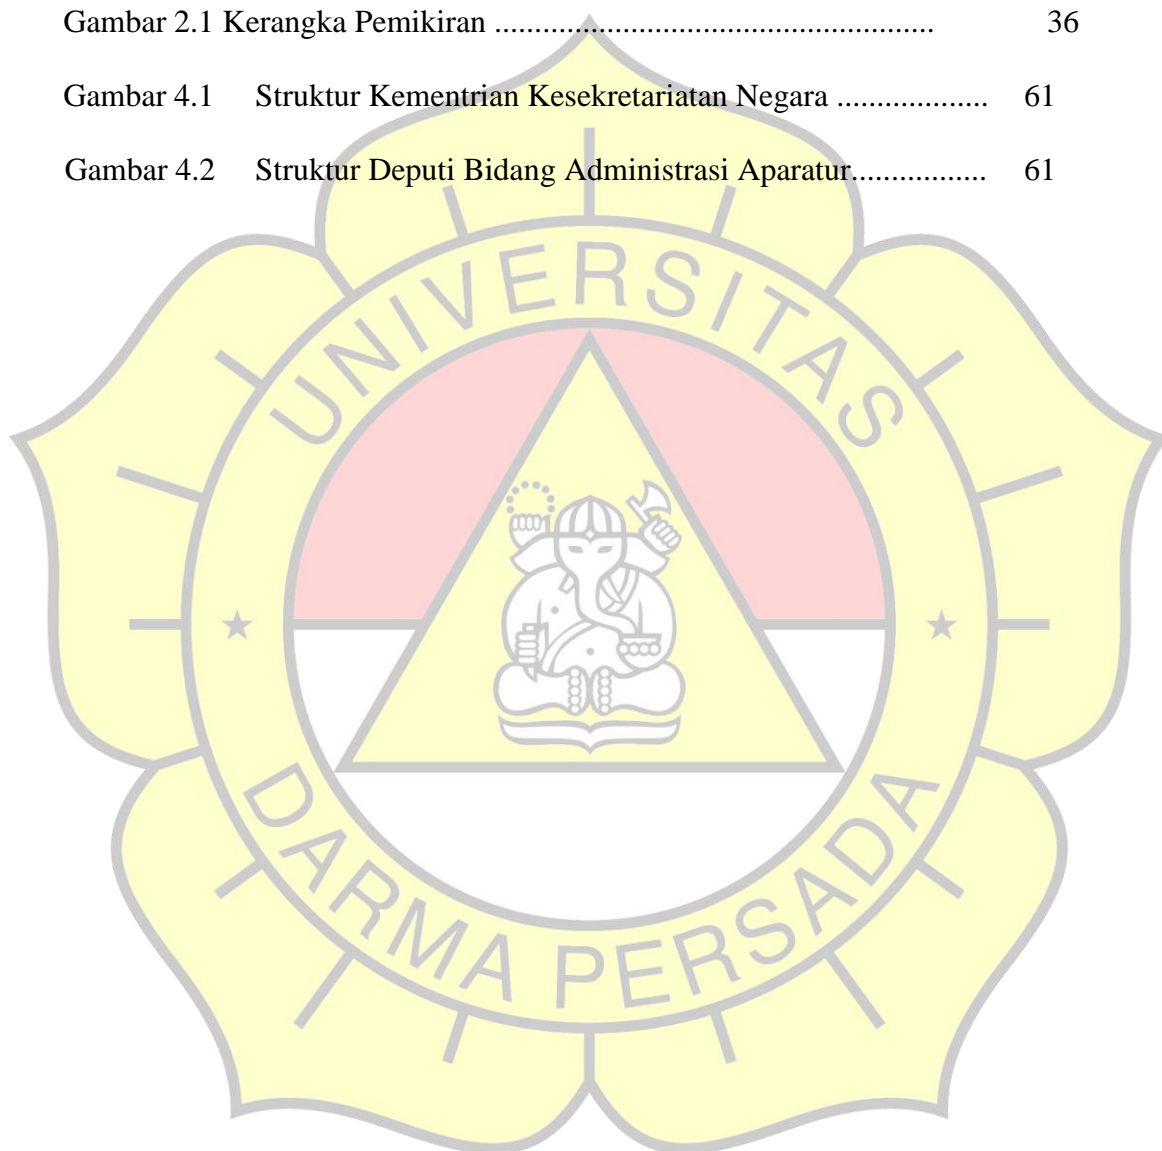 Gambar 2.1 Kerangka Pemikiran ....................................................... 36
Gambar 4.1 Struktur Kementrian Kesekretariatan Negara ................... 61
Gambar 4.2 Struktur Deputi Bidang Administrasi Aparatur................. 61
UNIVERSITAS
DARMA PERSADA